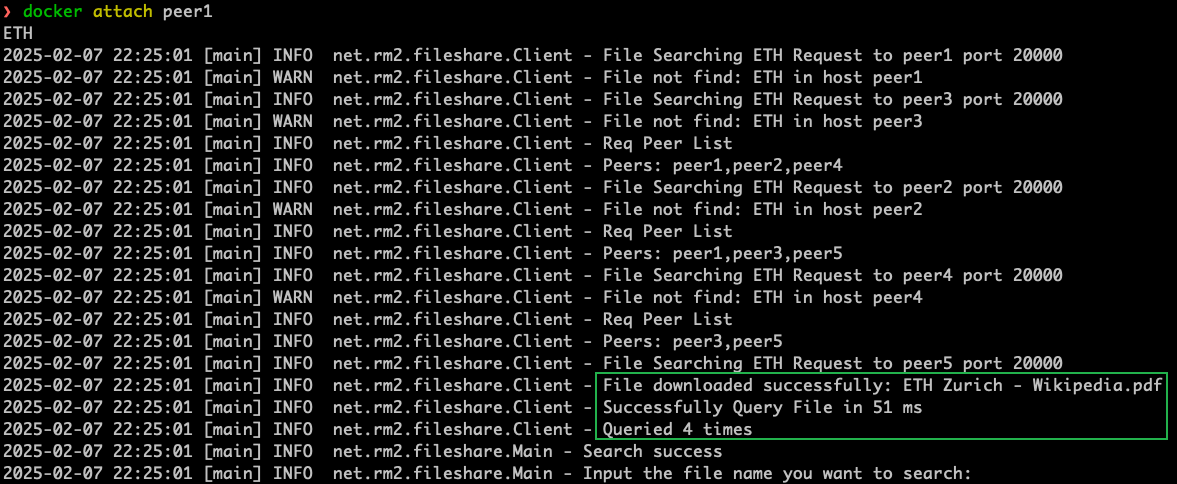 ❯ docker attach peer1
ETH
2025-02-07 22:25:01 [main] INFO  net.rm2.fileshare.Client - File Searching ETH Request to peer1 port 20000
2025-02-07 22:25:01 [main] WARN  net.rm2.fileshare.Client - File not find: ETH in host peer1
2025-02-07 22:25:01 [main] INFO  net.rm2.fileshare.Client - File Searching ETH Request to peer3 port 20000
2025-02-07 22:25:01 [main] WARN  net.rm2.fileshare.Client - File not find: ETH in host peer3
2025-02-07 22:25:01 [main] INFO  net.rm2.fileshare.Client - Req Peer List
2025-02-07 22:25:01 [main] INFO  net.rm2.fileshare.Client - Peers: peer1,peer2,peer4
2025-02-07 22:25:01 [main] INFO  net.rm2.fileshare.Client - File Searching ETH Request to peer2 port 20000
2025-02-07 22:25:01 [main] WARN  net.rm2.fileshare.Client - File not find: ETH in host peer2
2025-02-07 22:25:01 [main] INFO  net.rm2.fileshare.Client - Req Peer List
2025-02-07 22:25:01 [main] INFO  net.rm2.fileshare.Client - Peers: peer1,peer3,peer5
2025-02-07 22:25:01 [main] INFO  net.rm2.fileshare.Client - File Searching ETH Request to peer4 port 20000
2025-02-07 22:25:01 [main] WARN  net.rm2.fileshare.Client - File not find: ETH in host peer4
2025-02-07 22:25:01 [main] INFO  net.rm2.fileshare.Client - Req Peer List
2025-02-07 22:25:01 [main] INFO  net.rm2.fileshare.Client - Peers: peer3,peer5
2025-02-07 22:25:01 [main] INFO  net.rm2.fileshare.Client - File Searching ETH Request to peer5 port 20000
2025-02-07 22:25:01 [main] INFO  net.rm2.fileshare.Client - File downloaded successfully: ETH Zurich - Wikipedia.pdf
2025-02-07 22:25:01 [main] INFO  net.rm2.fileshare.Client - Successfully Query File in 51 ms
2025-02-07 22:25:01 [main] INFO  net.rm2.fileshare.Client - Queried 4 times
2025-02-07 22:25:01 [main] INFO  net.rm2.fileshare.Main - Search success
2025-02-07 22:25:01 [main] INFO  net.rm2.fileshare.Main - Input the file name you want to search: